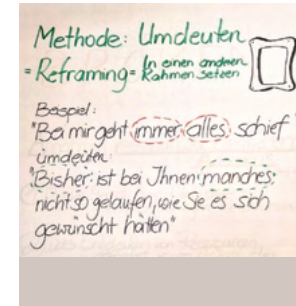 Methode: Umdeuten
= Reframing = In einen anderen
Rahmen setzen
Beispiel:
"Bei mir geht immer alles schief"
umdeuten:
"Bisher ist bei Ihnen manches
nicht so gelaufen, wie Sie es sich
gewünscht hätten"